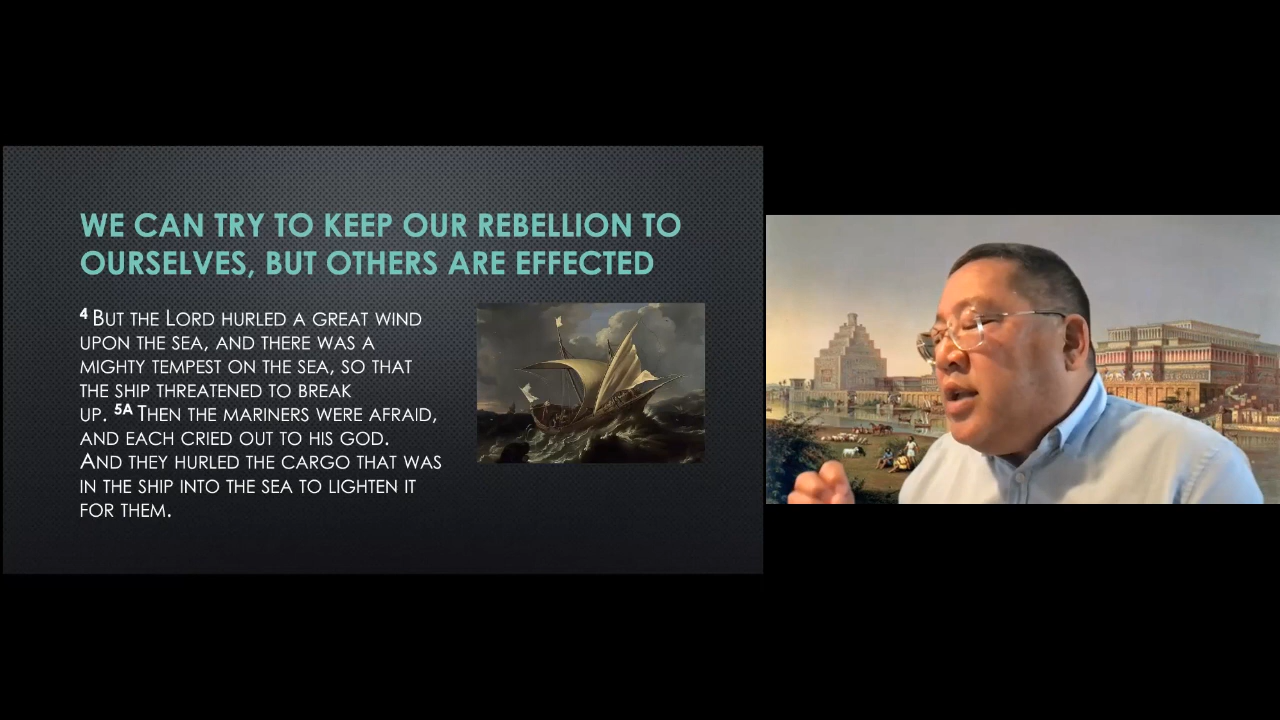 WE CAN TRY TO KEEP OUR REBELLION TO
OURSELVES, BUT OTHERS ARE EFFECTED
4 BUT THE LORD HURLED A GREAT WIND
UPON THE SEA, AND THERE WAS A
MIGHTY TEMPEST ON THE SEA, SO THAT
THE SHIP THREATENED TO BREAK
UP. 5A THEN THE MARINERS WERE AFRAID,
AND EACH CRIED OUT TO HIS GOD.
AND THEY HURLED THE CARGO THAT WAS
IN THE SHIP INTO THE SEA TO LIGHTEN IT
FOR THEM.